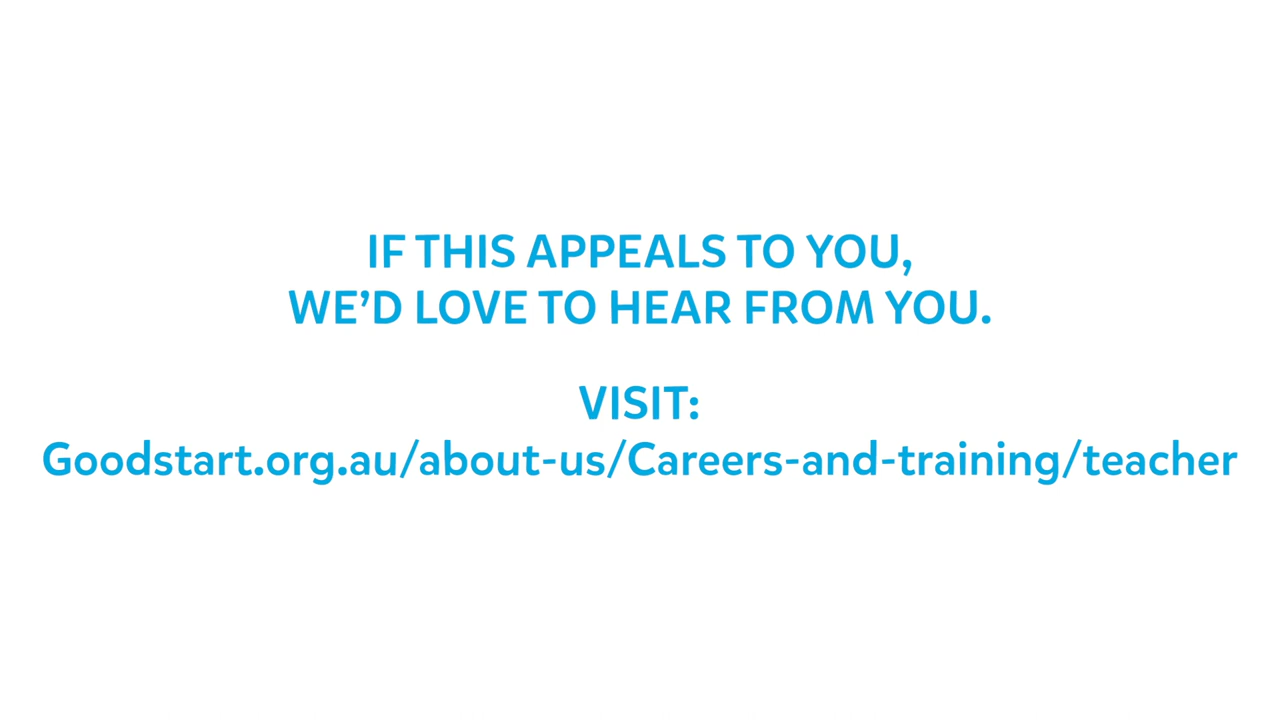 IF THIS APPEALS TO YOU,
WE’D LOVE TO HEAR FROM YOU.
VISIT:
Goodstart.org.au/about-us/Careers-and-training/teacher